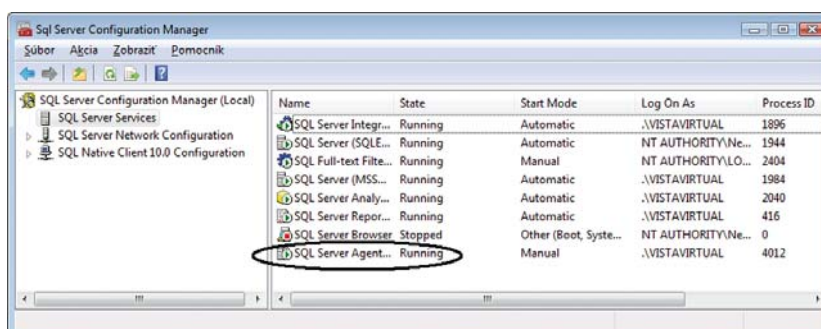 Sql Server Configuration Manager
Súbor Akcia Zobraziť Pomocník
SQL Server Configuration Manager (Local)
SQL Server Services
SQL Server Network Configuration
SQL Native Client 10.0 Configuration
Name State Start Mode Log On As Process ID
SQL Server Integr... Running Automatic .\VISTAVIRTUAL 1896
SQL Server (SQLE... Running Automatic NT AUTHORITY\Ne... 1944
SQL Full-text Filte... Running Manual NT AUTHORITY\LO... 2404
SQL Server (MSS... Running Automatic .\VISTAVIRTUAL 1984
SQL Server Analy... Running Automatic .\VISTAVIRTUAL 2040
SQL Server Repor... Running Automatic .\VISTAVIRTUAL 416
SQL Server Browser Stopped Other (Boot, Syste... NT AUTHORITY\Ne... 0
SQL Server Agent... Running Manual .\VISTAVIRTUAL 4012